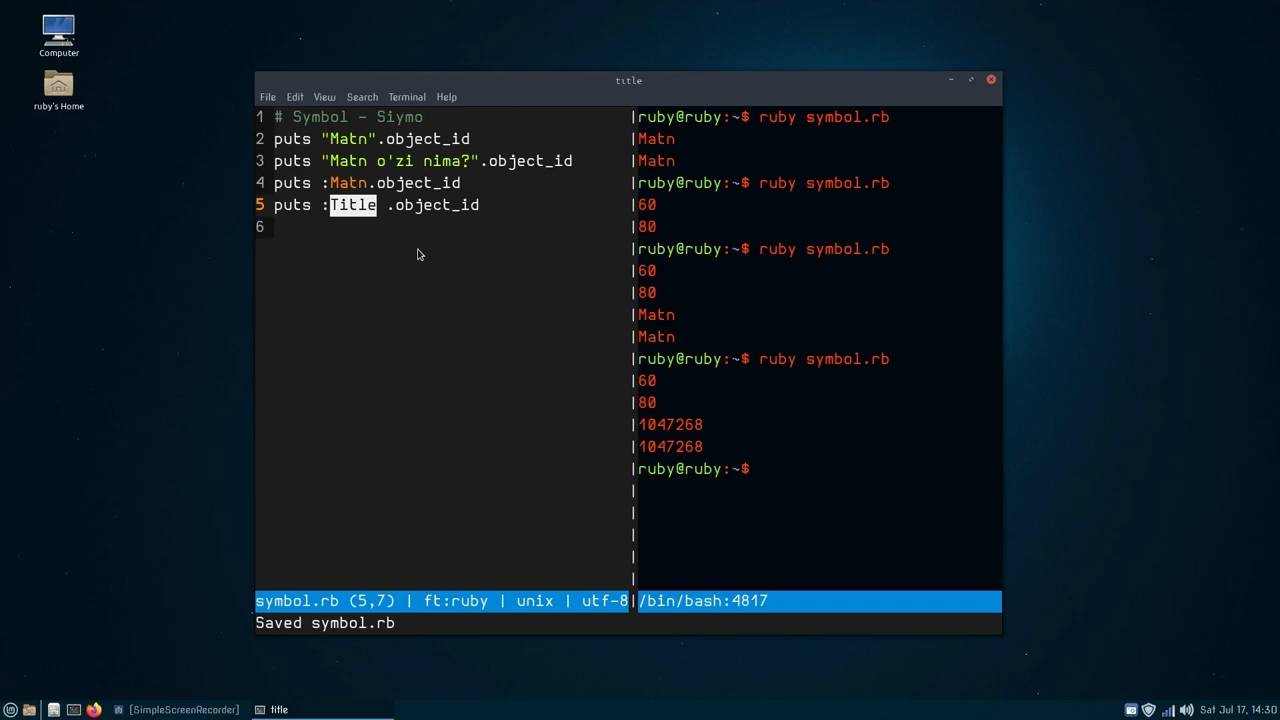 Computer
ruby's Home
title
File Edit View Search Terminal Help
1 # Symbol - Siymo
2 puts "Matn".object_id
3 puts "Matn o'zi nima?".object_id
4 puts :Matn.object_id
5 puts :Title .object_id
6
symbol.rb (5,7) | ft:ruby | unix | utf-8
Saved symbol.rb
ruby@ruby:~$ ruby symbol.rb
Matn
Matn
ruby@ruby:~$ ruby symbol.rb
60
80
ruby@ruby:~$ ruby symbol.rb
60
80
Matn
Matn
ruby@ruby:~$ ruby symbol.rb
60
80
1047268
1047268
ruby@ruby:~$
/bin/bash:4817
[SimpleScreenRecorder] title Sat Jul 17, 14:30